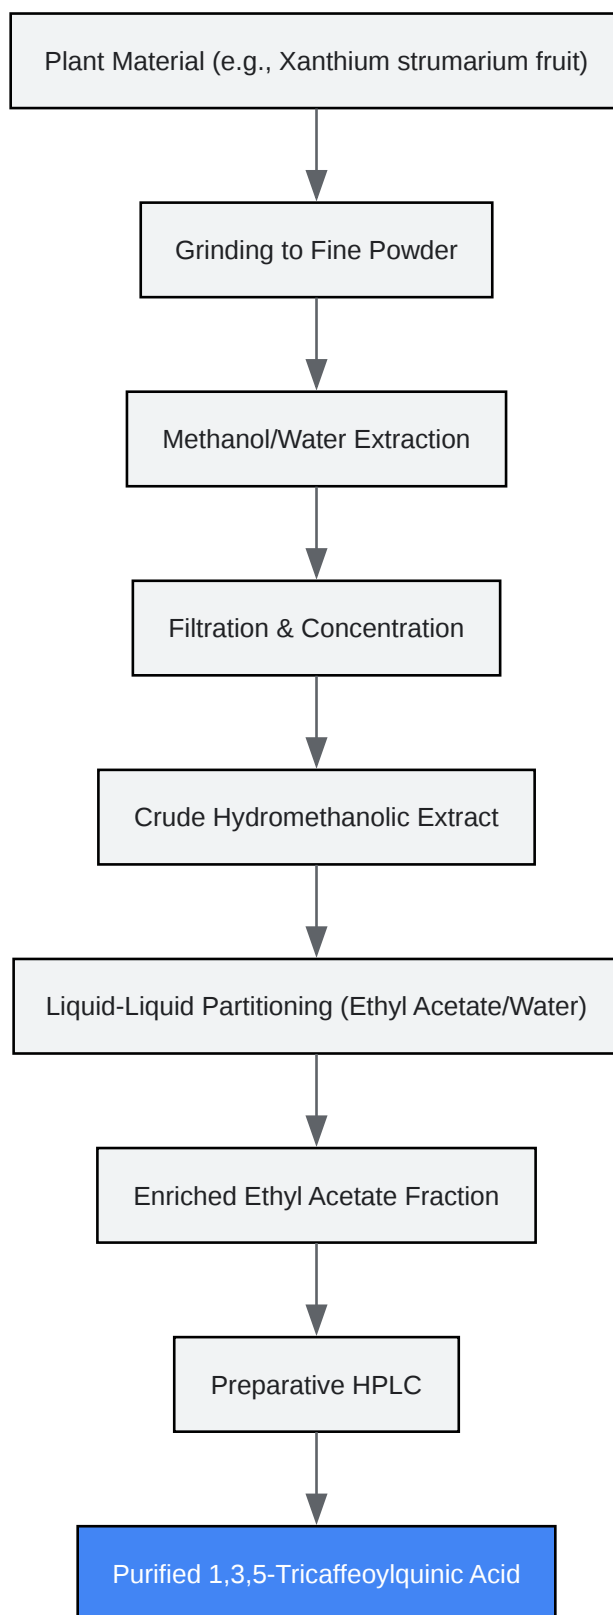 Plant Material (e.g., Xanthium strumarium fruit)
Grinding to Fine Powder
Methanol/Water Extraction
Filtration & Concentration
Crude Hydromethanolic Extract
Liquid-Liquid Partitioning (Ethyl Acetate/Water)
Enriched Ethyl Acetate Fraction
Preparative HPLC
Purified 1,3,5-Tricaffeoylquinic Acid